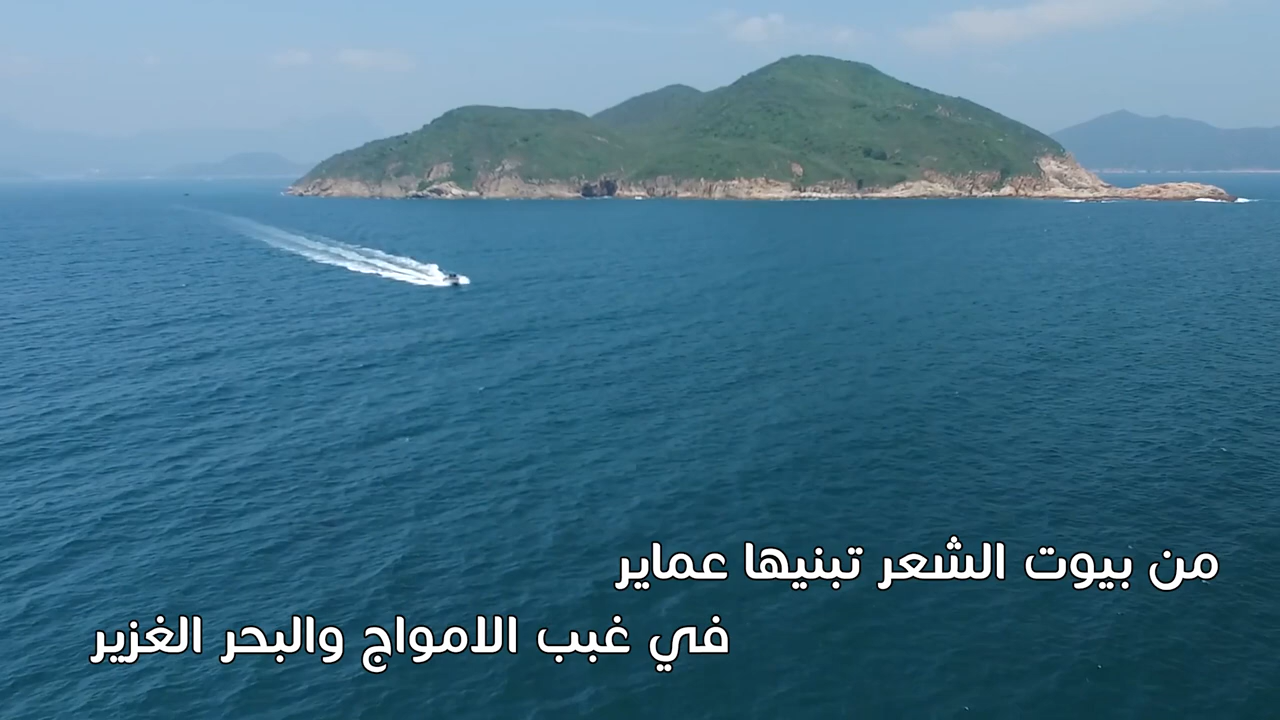 من بيوت الشعر تبنيها عماير
في غبب الامواج والبحر الغزير